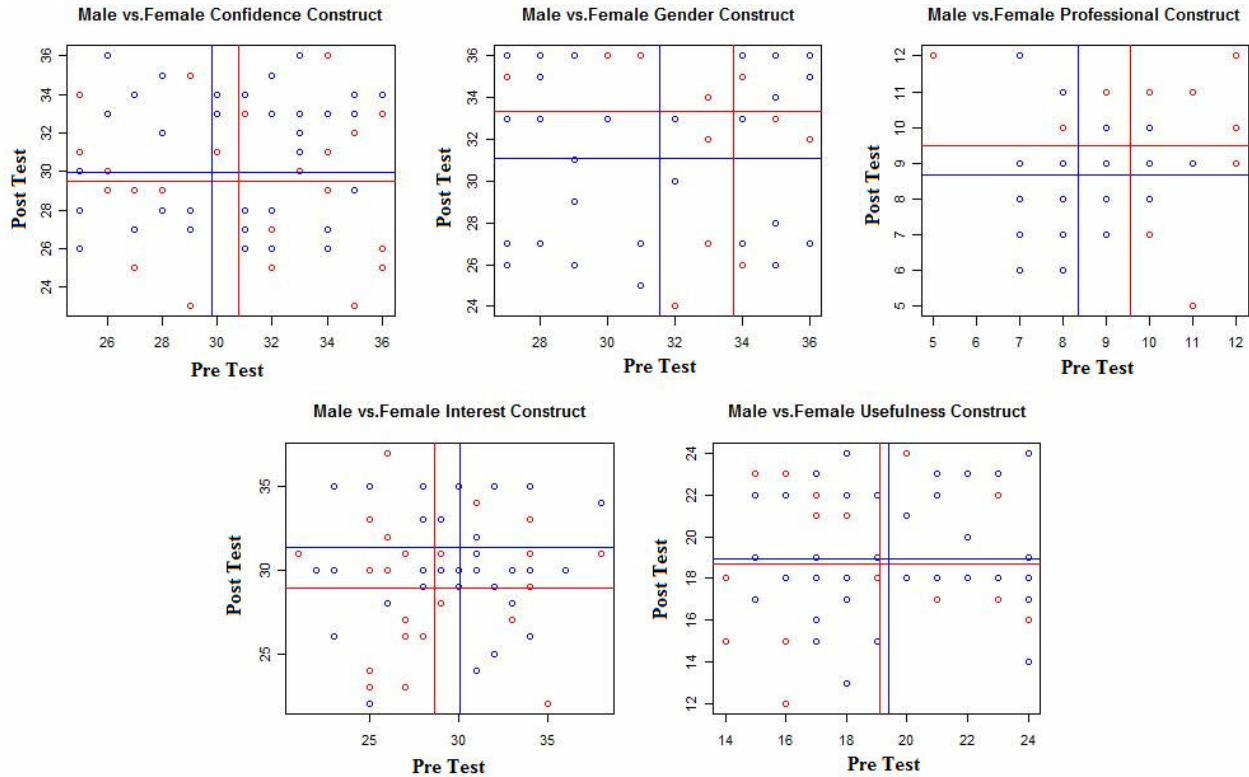 Male vs.Female Confidence Construct
Post Test
36
34
32
30
28
26
24
26 28 30 32 34 36
Pre Test
Male vs.Female Gender Construct
Post Test
36
34
32
30
28
26
24
28 30 32 34 36
Pre Test
Male vs.Female Professional Construct
Post Test
12
11
10
9
8
7
6
5
5 6 7 8 9 10 11 12
Pre Test
Male vs.Female Interest Construct
Post Test
35
30
25
25 30 35
Pre Test
Male vs.Female Usefulness Construct
Post Test
24
22
20
18
16
14
12
14 16 18 20 22 24
Pre Test